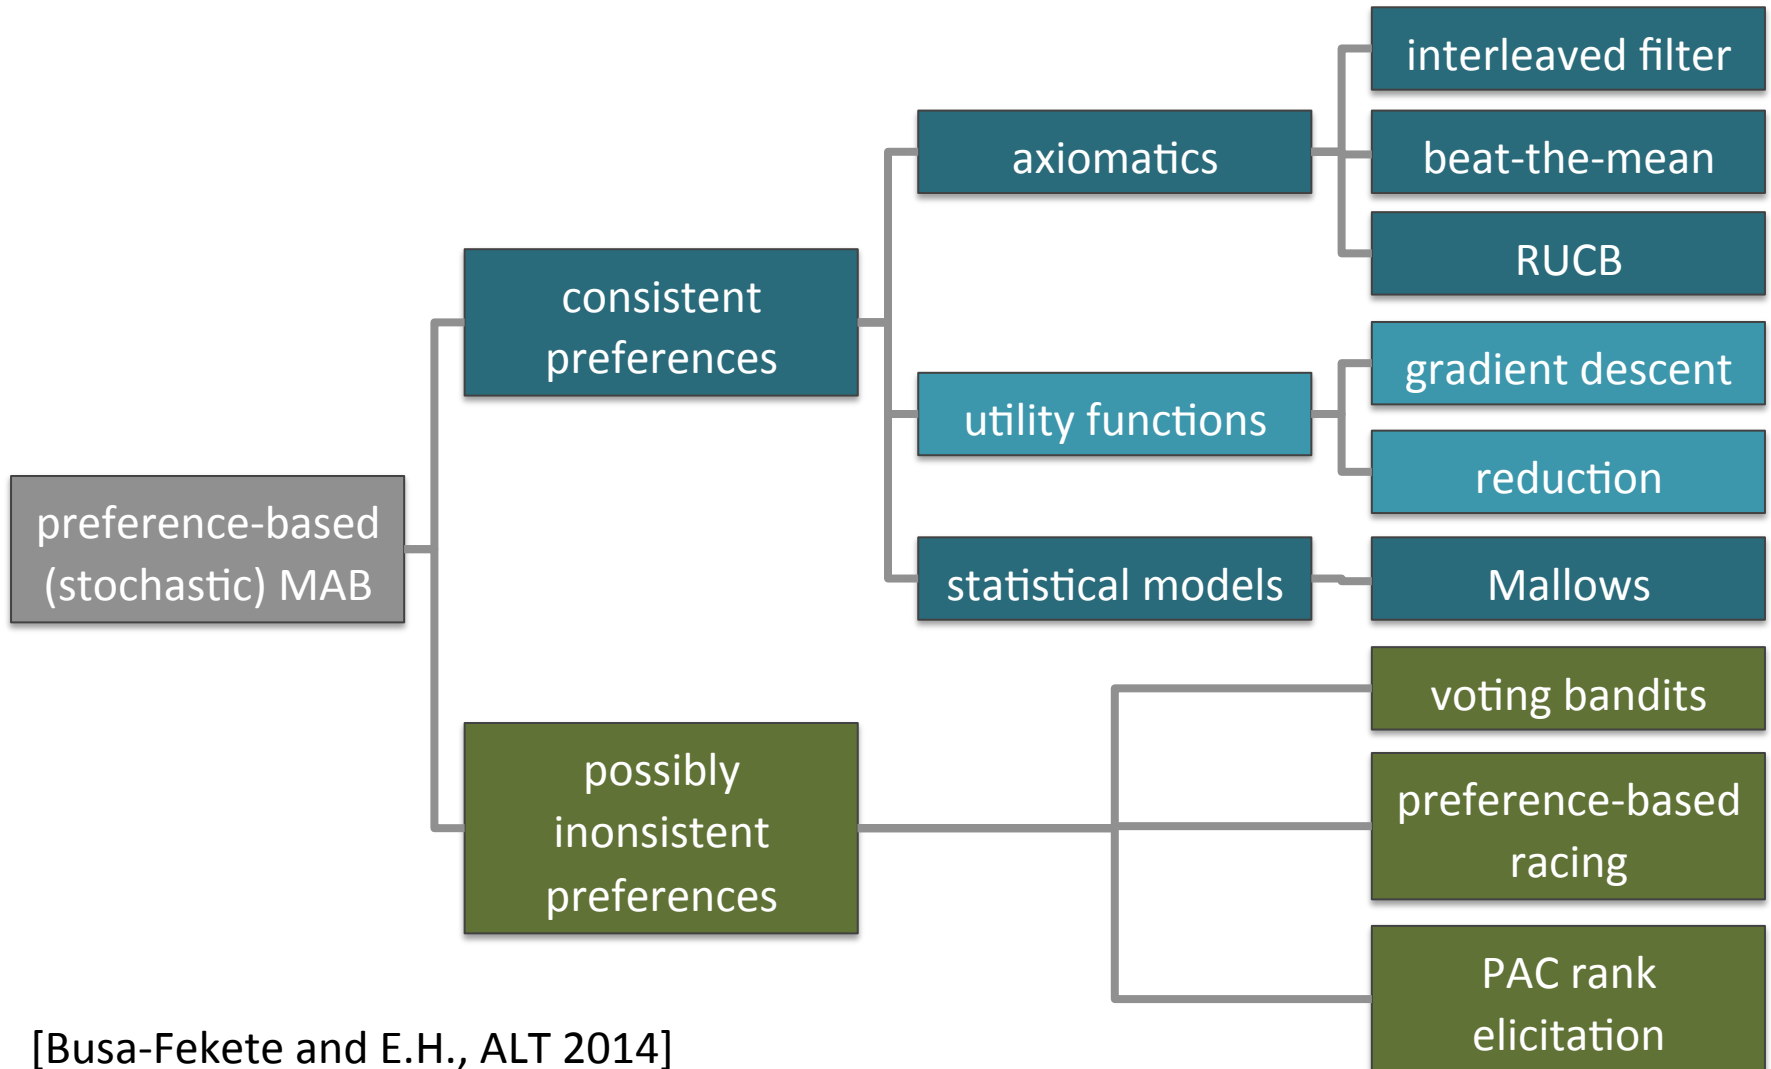 preference-based
(stochastic) MAB
consistent
preferences
axiomatics
interleaved filter
beat-the-mean
RUCB
utility functions
gradient descent
reduction
statistical models
Mallows
possibly
inonsistent
preferences
voting bandits
preference-based
racing
PAC rank
elicitation
[Busa-Fekete and E.H., ALT 2014]